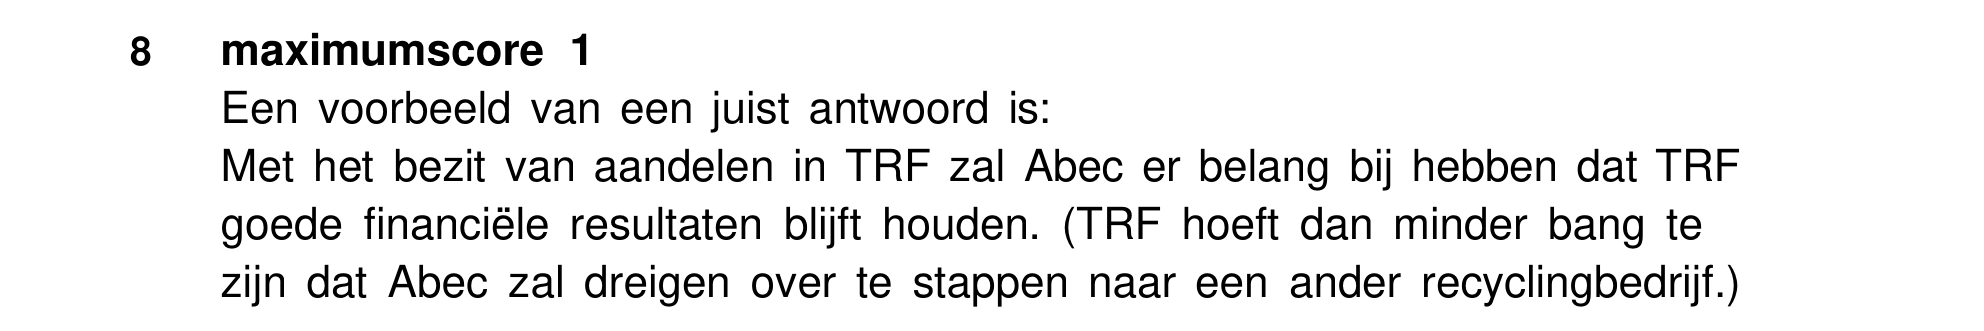 8 maximumscore 1
Een voorbeeld van een juist antwoord is:
Met het bezit van aandelen in TRF zal Abec er belang bij hebben dat TRF
goede financiële resultaten blijft houden. (TRF hoeft dan minder bang te
zijn dat Abec zal dreigen over te stappen naar een ander recyclingbedrijf.)